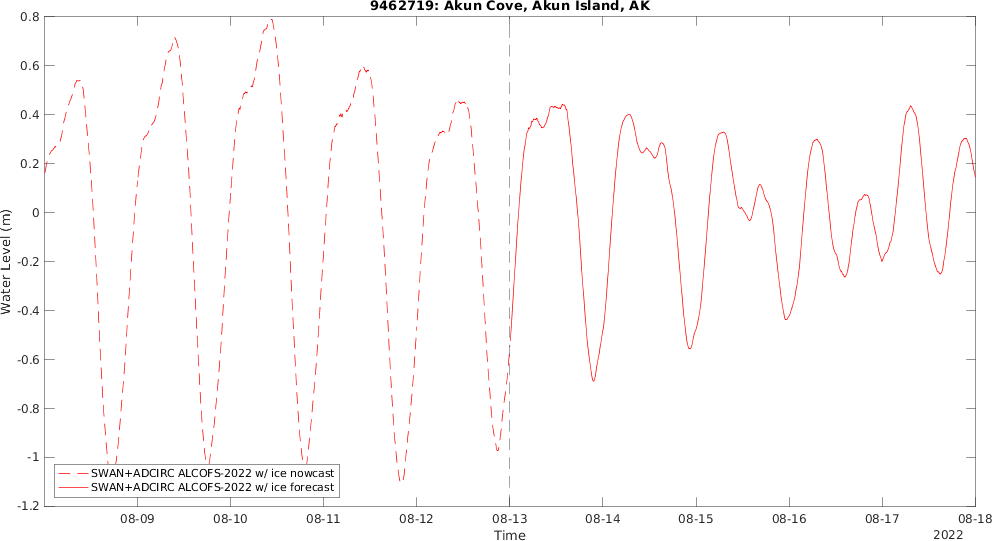 9462719: Akun Cove, Akun Island, AK
0.8
0.6
0.4
0.2
0
-0.2
-0.4
-0.6
-0.8
-1
-1.2
Water Level (m)
SWAN+ADCIRC ALCOFS-2022 w/ ice nowcast
SWAN+ADCIRC ALCOFS-2022 w/ ice forecast
08-09 08-10 08-11 08-12 08-13 08-14 08-15 08-16 08-17 08-18
Time
2022